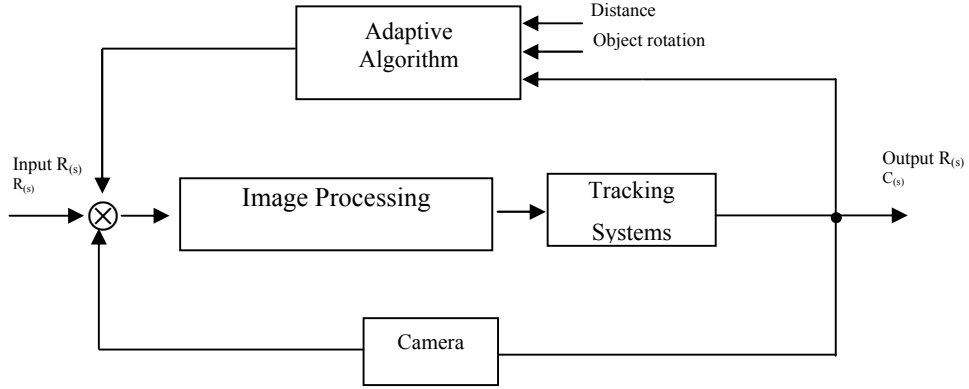 Distance
Object rotation
Adaptive
Algorithm
Input R(s)
R(s)
Image Processing
Tracking
Systems
Output R(s)
C(s)
Camera